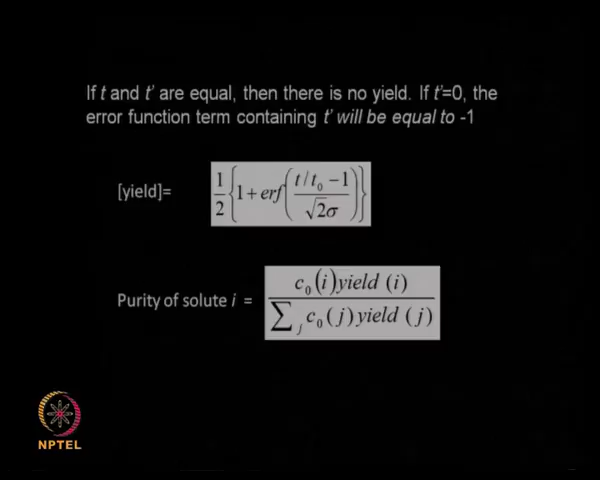 If t and t' are equal, then there is no yield. If t'=0, the
error function term containing t' will be equal to -1
[yield]= 1/2 {1 + erf((t/t₀ − 1)/(√2σ))}
Purity of solute i = c₀(i)yield (i) / ∑ⱼ c₀(j)yield (j)
NPTEL